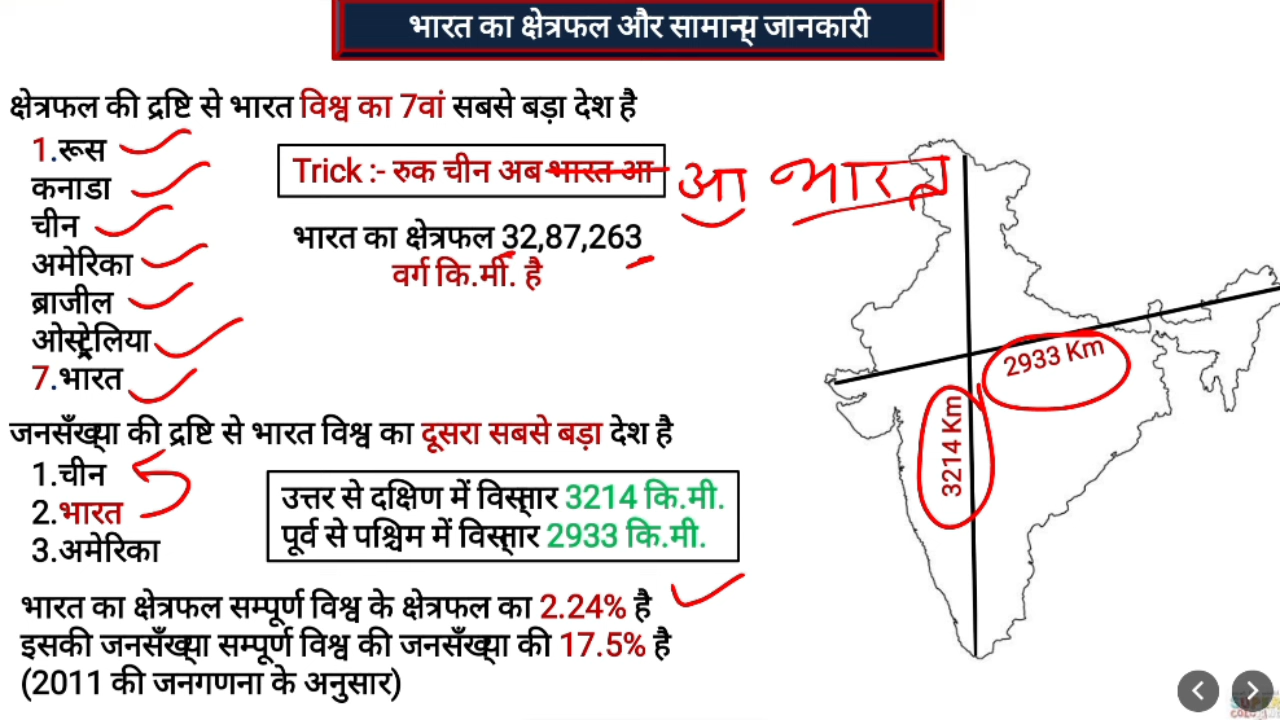 भारत का क्षेत्रफल और सामान्य जानकारी
क्षेत्रफल की द्रष्टि से भारत विश्व का 7वां सबसे बड़ा देश है
1.रूस
कनाडा
चीन
अमेरिका
ब्राजील
ओस्ट्रेलिया
7.भारत
Trick :- रुक चीन अब भारत आ
आ भारत
भारत का क्षेत्रफल 32,87,263
वर्ग कि.मी. है
2933 Km
3214 Km
जनसँख्या की द्रष्टि से भारत विश्व का दूसरा सबसे बड़ा देश है
1.चीन
2.भारत
3.अमेरिका
उत्तर से दक्षिण में विस्तार 3214 कि.मी.
पूर्व से पश्चिम में विस्तार 2933 कि.मी.
भारत का क्षेत्रफल सम्पूर्ण विश्व के क्षेत्रफल का 2.24% है
इसकी जनसँख्या सम्पूर्ण विश्व की जनसँख्या की 17.5% है
(2011 की जनगणना के अनुसार)